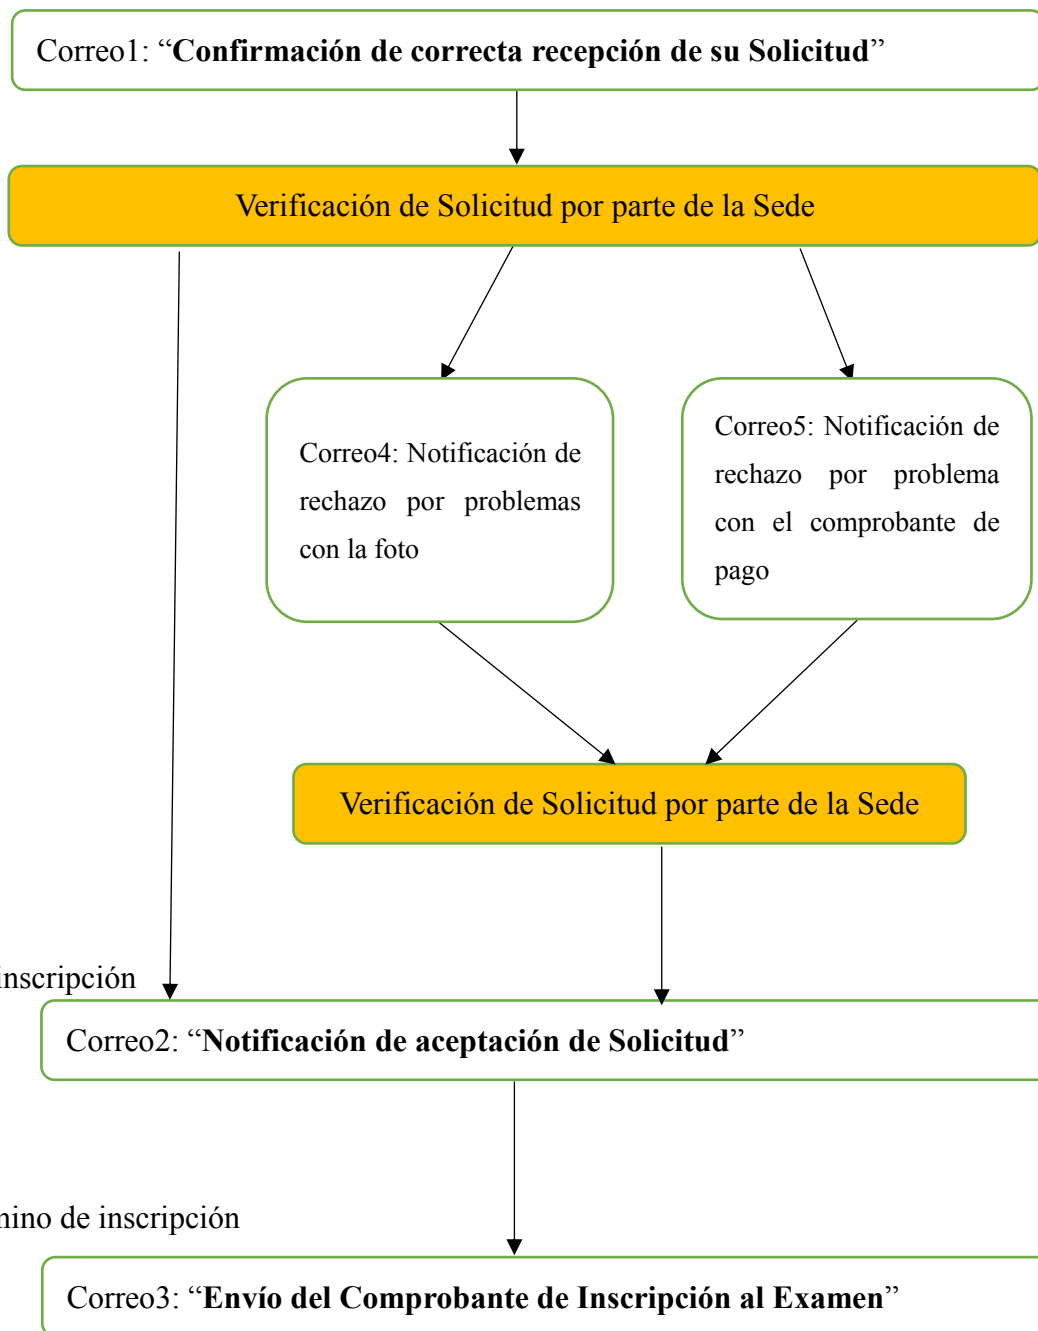 Correo1: “Confirmación de correcta recepción de su Solicitud”
Verificación de Solicitud por parte de la Sede
Correo4: Notificación de
rechazo por problemas
con la foto
Correo5: Notificación de
rechazo por problema
con el comprobante de
pago
Verificación de Solicitud por parte de la Sede
inscripción
Correo2: “Notificación de aceptación de Solicitud”
de inscripción
Correo3: “Envío del Comprobante de Inscripción al Examen”